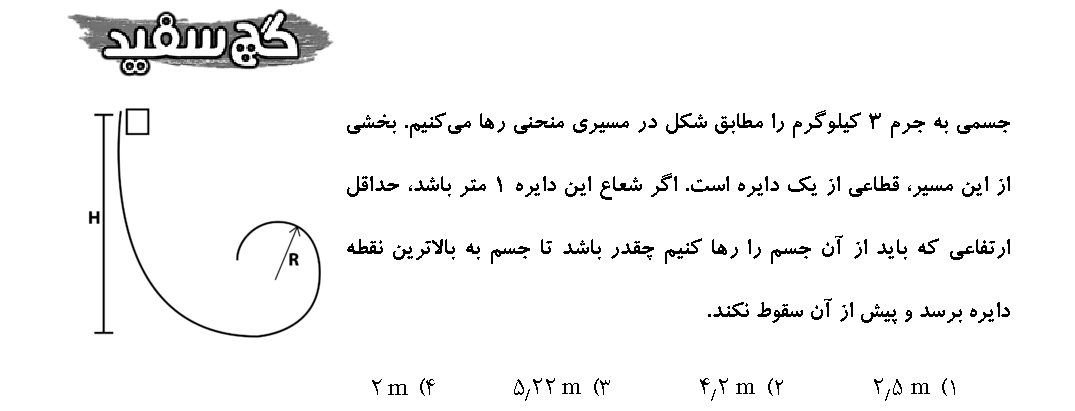 گچ سفید
جسمی به جرم ۳ کیلوگرم را مطابق شکل در مسیری منحنی رها می‌کنیم. بخشی
از این مسیر، قطاعی از یک دایره است. اگر شعاع این دایره ۱ متر باشد، حداقل
ارتفاعی که باید از آن جسم را رها کنیم چقدر باشد تا جسم به بالاترین نقطه
دایره برسد و پیش از آن سقوط نکند.
H
R
۱) ۲٫۵ m ۲) ۴٫۲ m ۳) ۵٫۲۲ m ۴) ۲ m